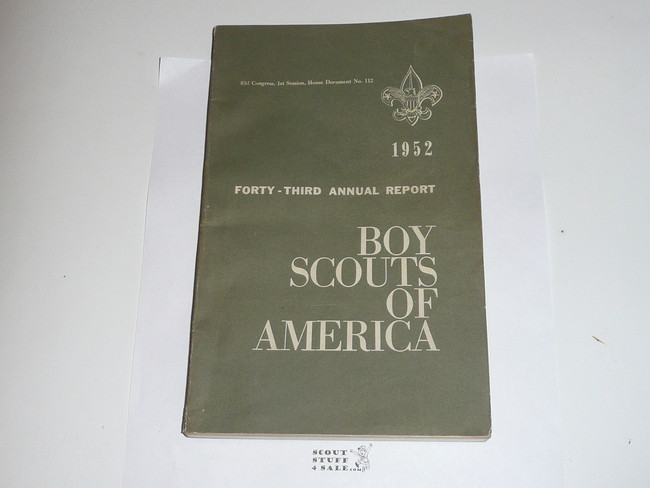 83d Congress, 1st Session, House Document No. 112
1952
FORTY-THIRD ANNUAL REPORT
BOY
SCOUTS
OF
AMERICA
SCOUT
STUFF
4 SALE.com